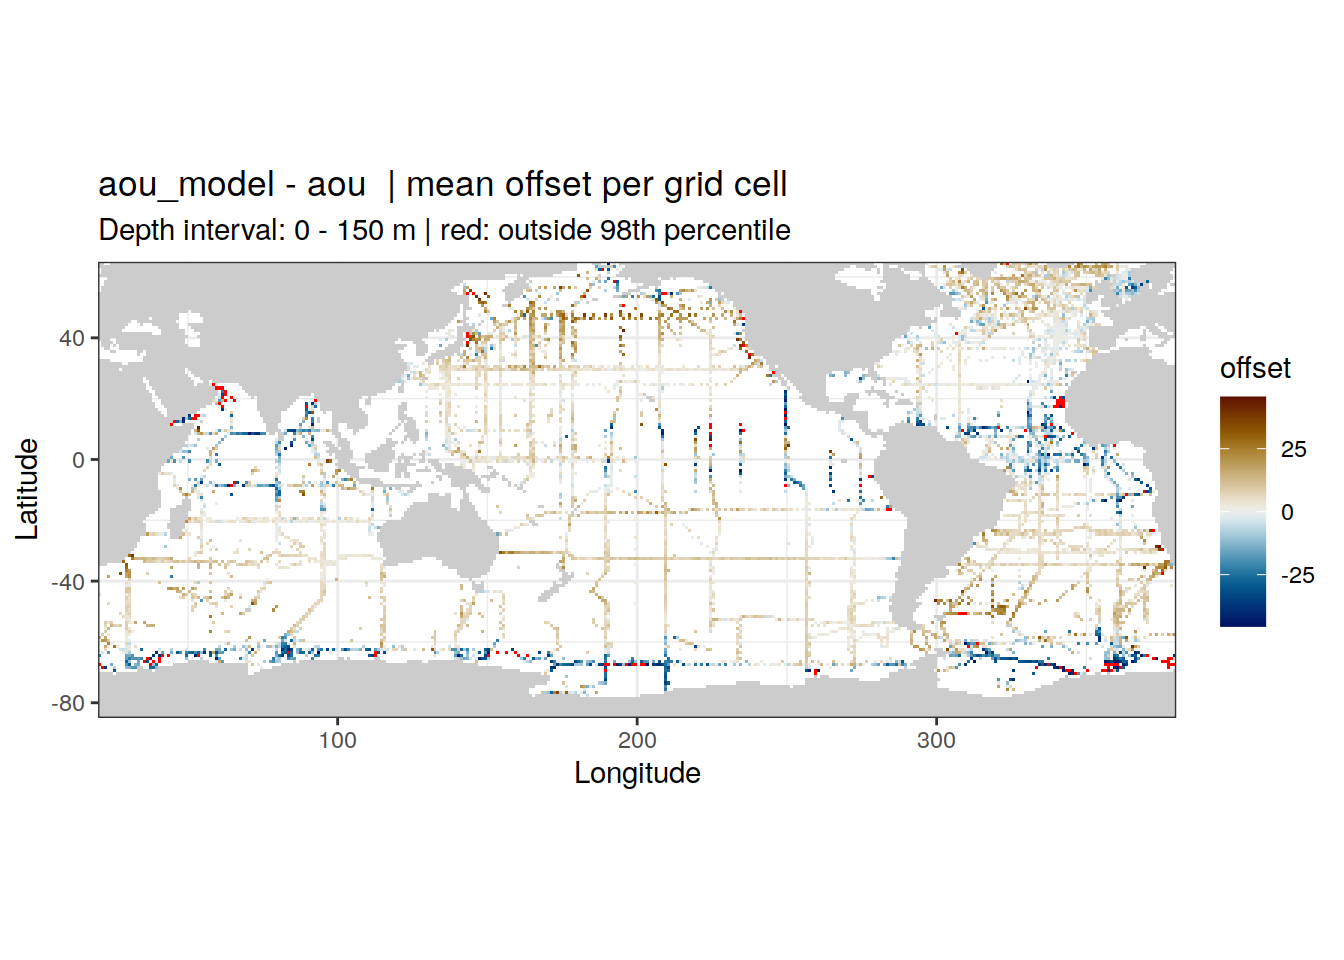 aou_model - aou  | mean offset per grid cell
Depth interval: 0 - 150 m | red: outside 98th percentile
40
0
-40
-80
Latitude
100
200
300
Longitude
offset
25
0
-25